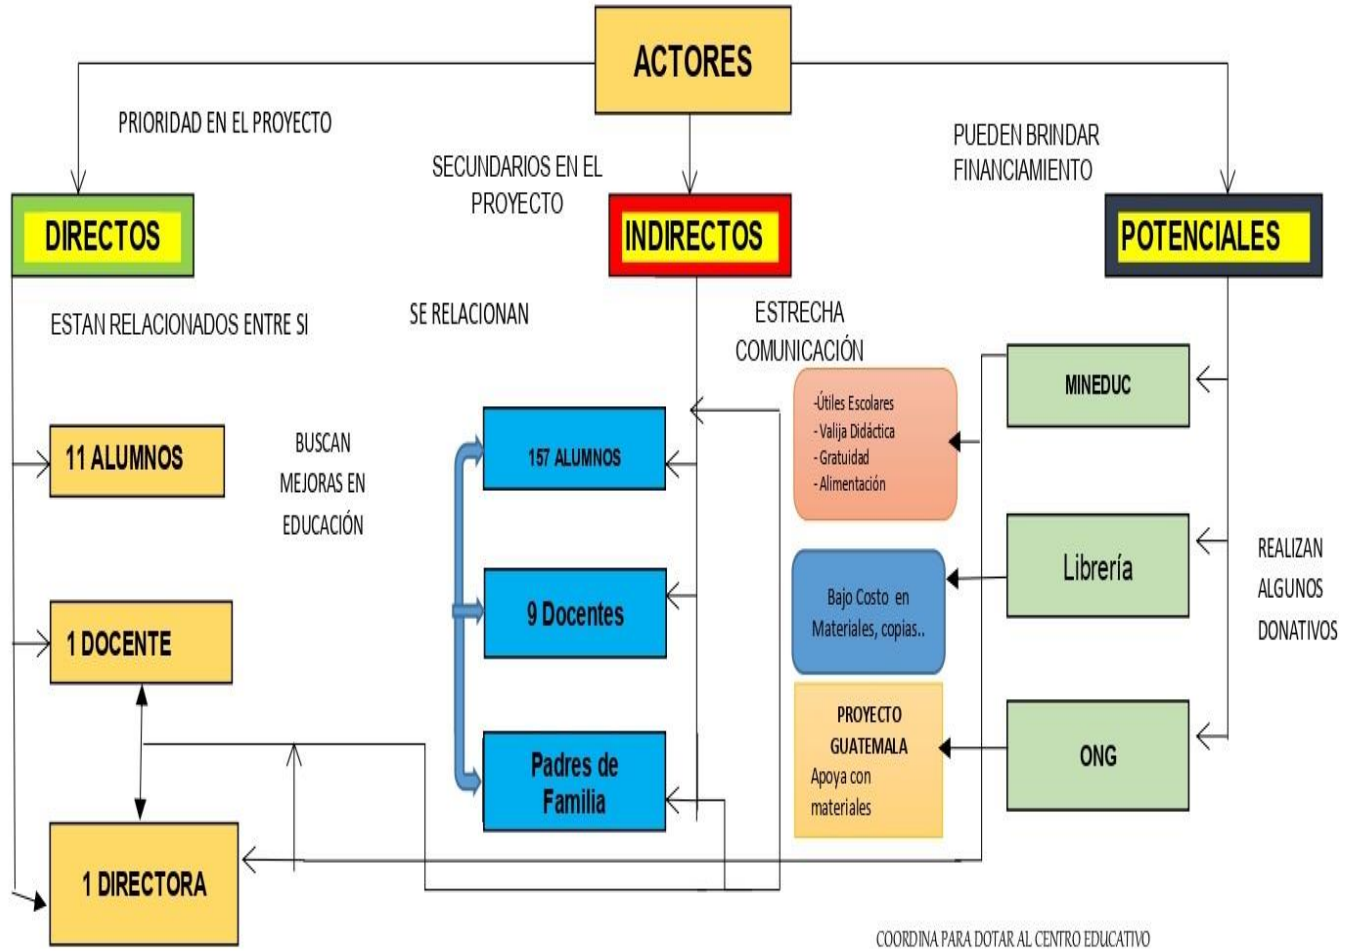 ACTORES
PRIORIDAD EN EL PROYECTO
SECUNDARIOS EN EL
PROYECTO
PUEDEN BRINDAR
FINANCIAMIENTO
DIRECTOS
INDIRECTOS
POTENCIALES
ESTAN RELACIONADOS ENTRE SI
SE RELACIONAN
ESTRECHA
COMUNICACIÓN
11 ALUMNOS
BUSCAN
MEJORAS EN
EDUCACIÓN
1 DOCENTE
1 DIRECTORA
157 ALUMNOS
9 Docentes
Padres de
Familia
-Útiles Escolares
- Valija Didáctica
- Gratuidad
- Alimentación
Bajo Costo en
Materiales, copias..
PROYECTO
GUATEMALA
Apoya con
materiales
MINEDUC
Librería
ONG
REALIZAN
ALGUNOS
DONATIVOS
COORDINA PARA DOTAR AL CENTRO EDUCATIVO